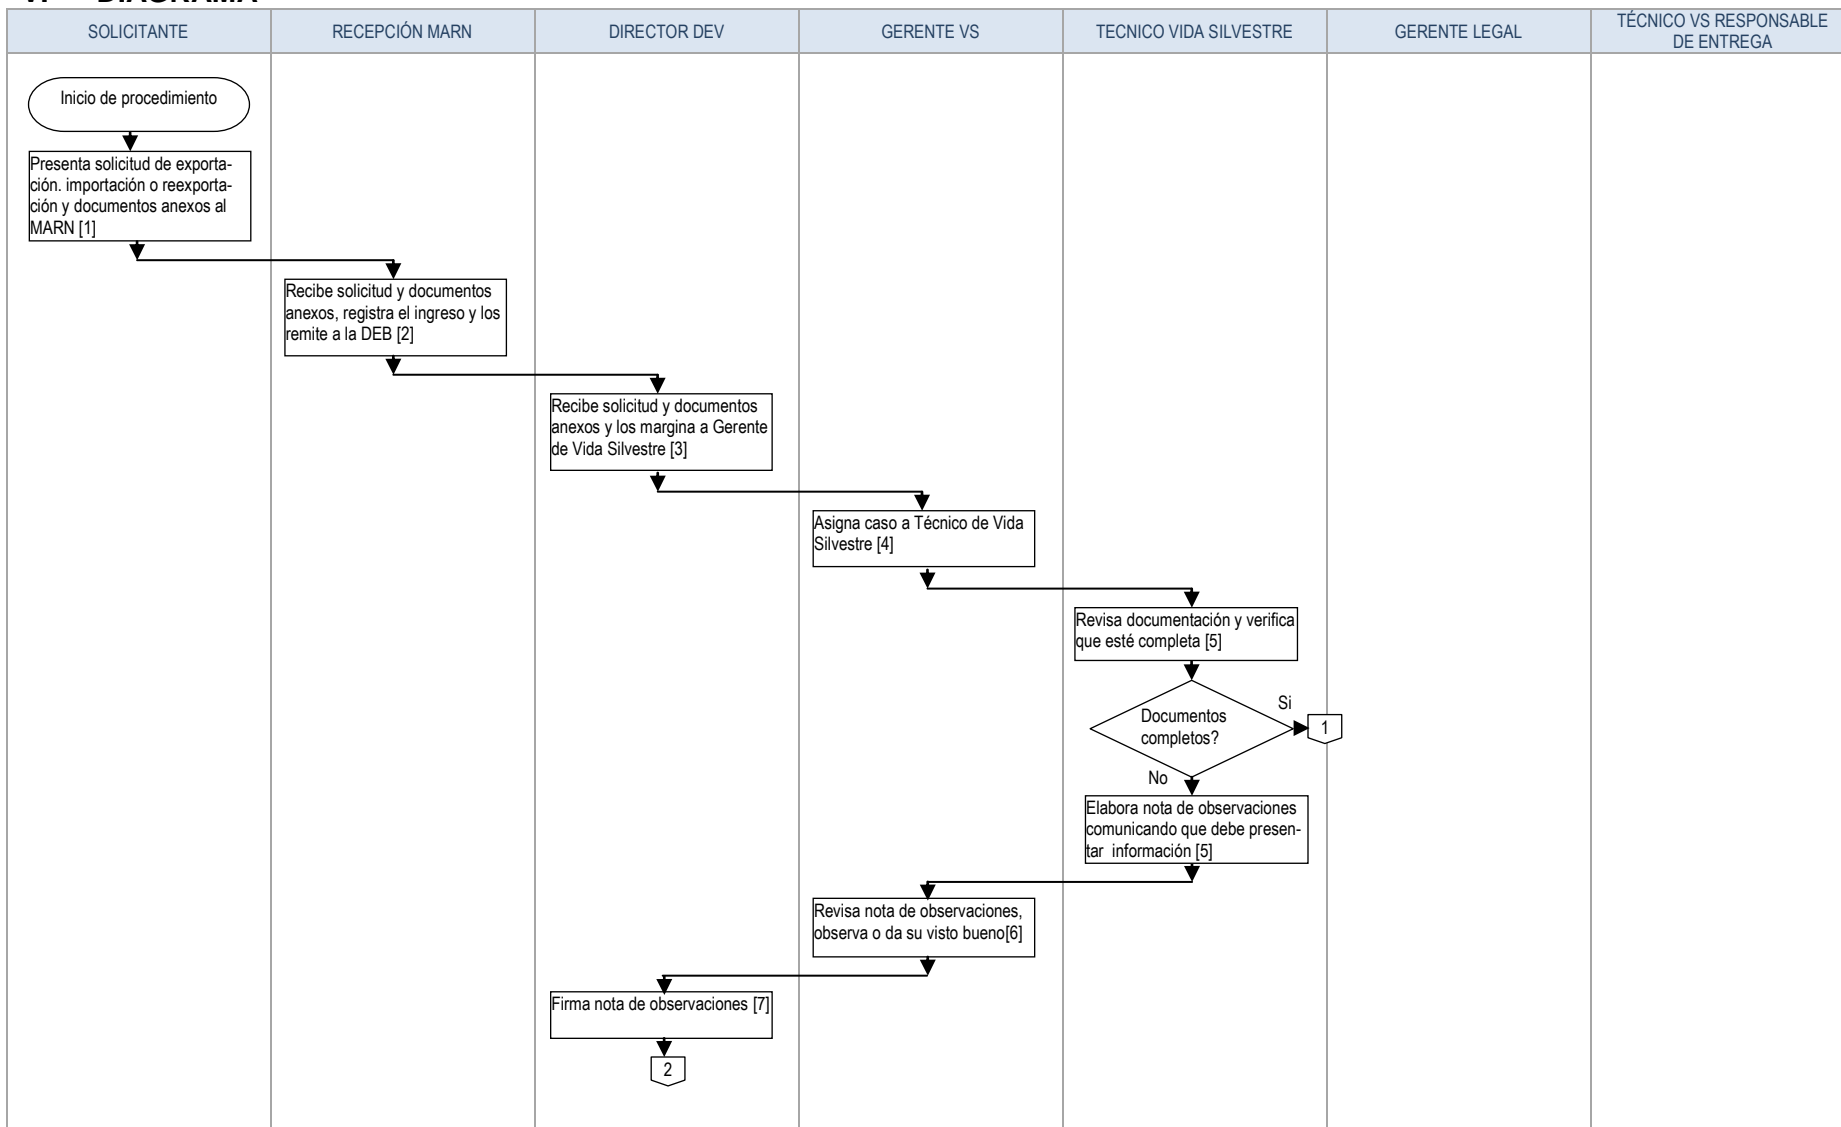 VI. DIAGRAMA
SOLICITANTE
RECEPCIÓN MARN
DIRECTOR DEV
GERENTE VS
TECNICO VIDA SILVESTRE
GERENTE LEGAL
TÉCNICO VS RESPONSABLE
DE ENTREGA
Inicio de procedimiento
Presenta solicitud de exporta-
ción. importación o reexporta-
ción y documentos anexos al
MARN [1]
Recibe solicitud y documentos
anexos, registra el ingreso y los
remite a la DEB [2]
Recibe solicitud y documentos
anexos y los margina a Gerente
de Vida Silvestre [3]
Asigna caso a Técnico de Vida
Silvestre [4]
Revisa documentación y verifica
que esté completa [5]
Documentos
completos?
Si
1
No
Elabora nota de observaciones
comunicando que debe presen-
tar información [5]
Revisa nota de observaciones,
observa o da su visto bueno[6]
Firma nota de observaciones [7]
2